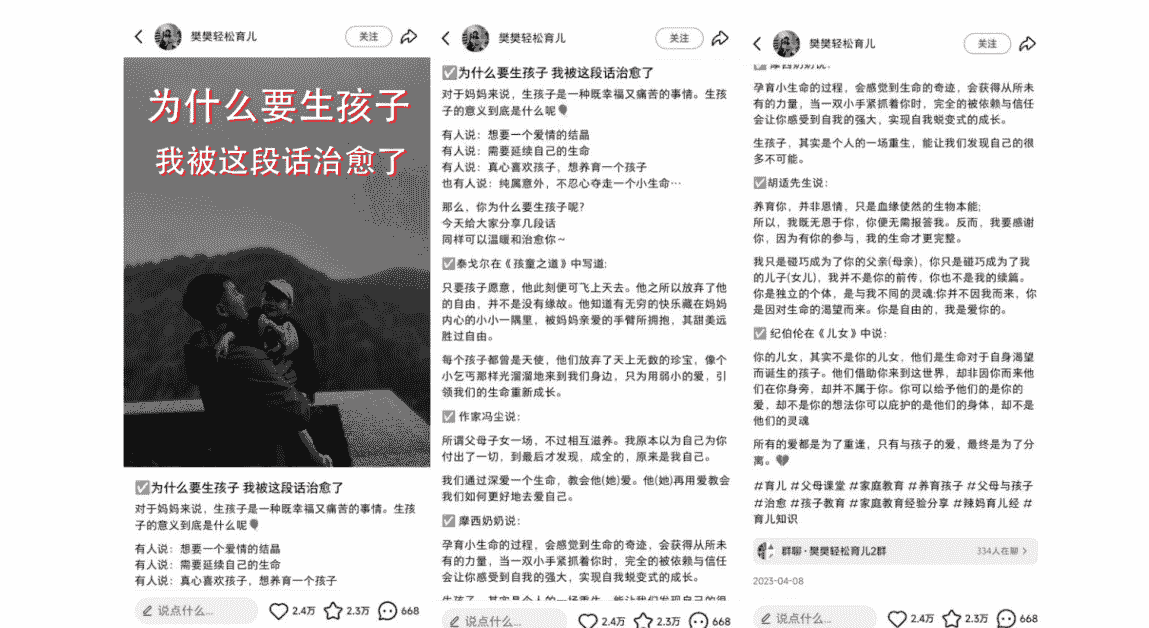 樊樊轻松育儿
关注
为什么要生孩子
我被这段话治愈了
☑为什么要生孩子 我被这段话治愈了
对于妈妈来说，生孩子是一种既幸福又痛苦的事情。生孩
子的意义到底是什么呢
有人说：想要一个爱情的结晶
有人说：需要延续自己的生命
有人说：真心喜欢孩子，想养育一个孩子
说点什么...
2.4万
2.3万
668
樊樊轻松育儿
关注
☑为什么要生孩子 我被这段话治愈了
对于妈妈来说，生孩子是一种既幸福又痛苦的事情。生孩
子的意义到底是什么呢
有人说：想要一个爱情的结晶
有人说：需要延续自己的生命
有人说：真心喜欢孩子，想养育一个孩子
也有人说：纯属意外，不忍心夺走一个小生命…
那么，你为什么要生孩子呢?
今天给大家分享几段话
同样可以温暖和治愈你~
☑泰戈尔在《孩童之道》中写道:
只要孩子愿意，他此刻便可飞上天去。他之所以放弃了他
的自由，并不是没有缘故。他知道有无穷的快乐藏在妈妈
内心的小小一隅里，被妈妈亲爱的手臂所拥抱，其甜美远
胜过自由。
每个孩子都曾是天使，他们放弃了天上无数的珍宝，像个
小乞丐那样光溜溜地来到我们身边，只为用弱小的爱，引
领我们的生命重新成长。
☑ 作家冯尘说：
所谓父母子女一场，不过相互滋养。我原本以为自己为你
付出了一切，到最后才发现，成全的，原来是我自己。
我们通过深爱一个生命，教会他(她)爱。他(她)再用爱教会
我们如何更好地去爱自己。
☑ 摩西奶奶说：
孕育小生命的过程，会感觉到生命的奇迹，会获得从所未
有的力量，当一双小手紧抓着你时，完全的被依赖与信任
会让你感受到自我的强大，实现自我蜕变式的成长。
生孩子，其实是个人的一场重生，能让我们发现自己的很
说点什么...
2.4万
2.3万
668
樊樊轻松育儿
关注
☑ 摩西奶奶说：
孕育小生命的过程，会感觉到生命的奇迹，会获得从所未
有的力量，当一双小手紧抓着你时，完全的被依赖与信任
会让你感受到自我的强大，实现自我蜕变式的成长。
生孩子，其实是个人的一场重生，能让我们发现自己的很
多不可能。
☑胡适先生说：
养育你，并非恩情，只是血缘使然的生物本能;
所以，我既无恩于你，你便无需报答我。反而，我要感谢
你，因为有你的参与，我的生命才更完整。
我只是碰巧成为了你的父亲(母亲)，你只是碰巧成为了我
的儿子(女儿)，我并不是你的前传，你也不是我的续篇。
你是独立的个体，是与我不同的灵魂;你并不因我而来，你
是因对生命的渴望而来。你是自由的，我是爱你的。
☑ 纪伯伦在《儿女》中说：
你的儿女，其实不是你的儿女，他们是生命对于自身渴望
而诞生的孩子。他们借助你来到这世界，却非因你而来他
们在你身旁，却并不属于你。你可以给予他们的是你的
爱，却不是你的想法你可以庇护的是他们的身体，却不是
他们的灵魂
所有的爱都是为了重逢，只有与孩子的爱，最终是为了分
离。
#育儿 #父母课堂 #家庭教育 #养育孩子 #父母与孩子
#治愈 #孩子教育 #家庭教育经验分享 #辣妈育儿经 #
育儿知识
群聊·樊樊轻松育儿2群
334人在聊 >
2023-04-08
说点什么...
2.4万
2.3万
668